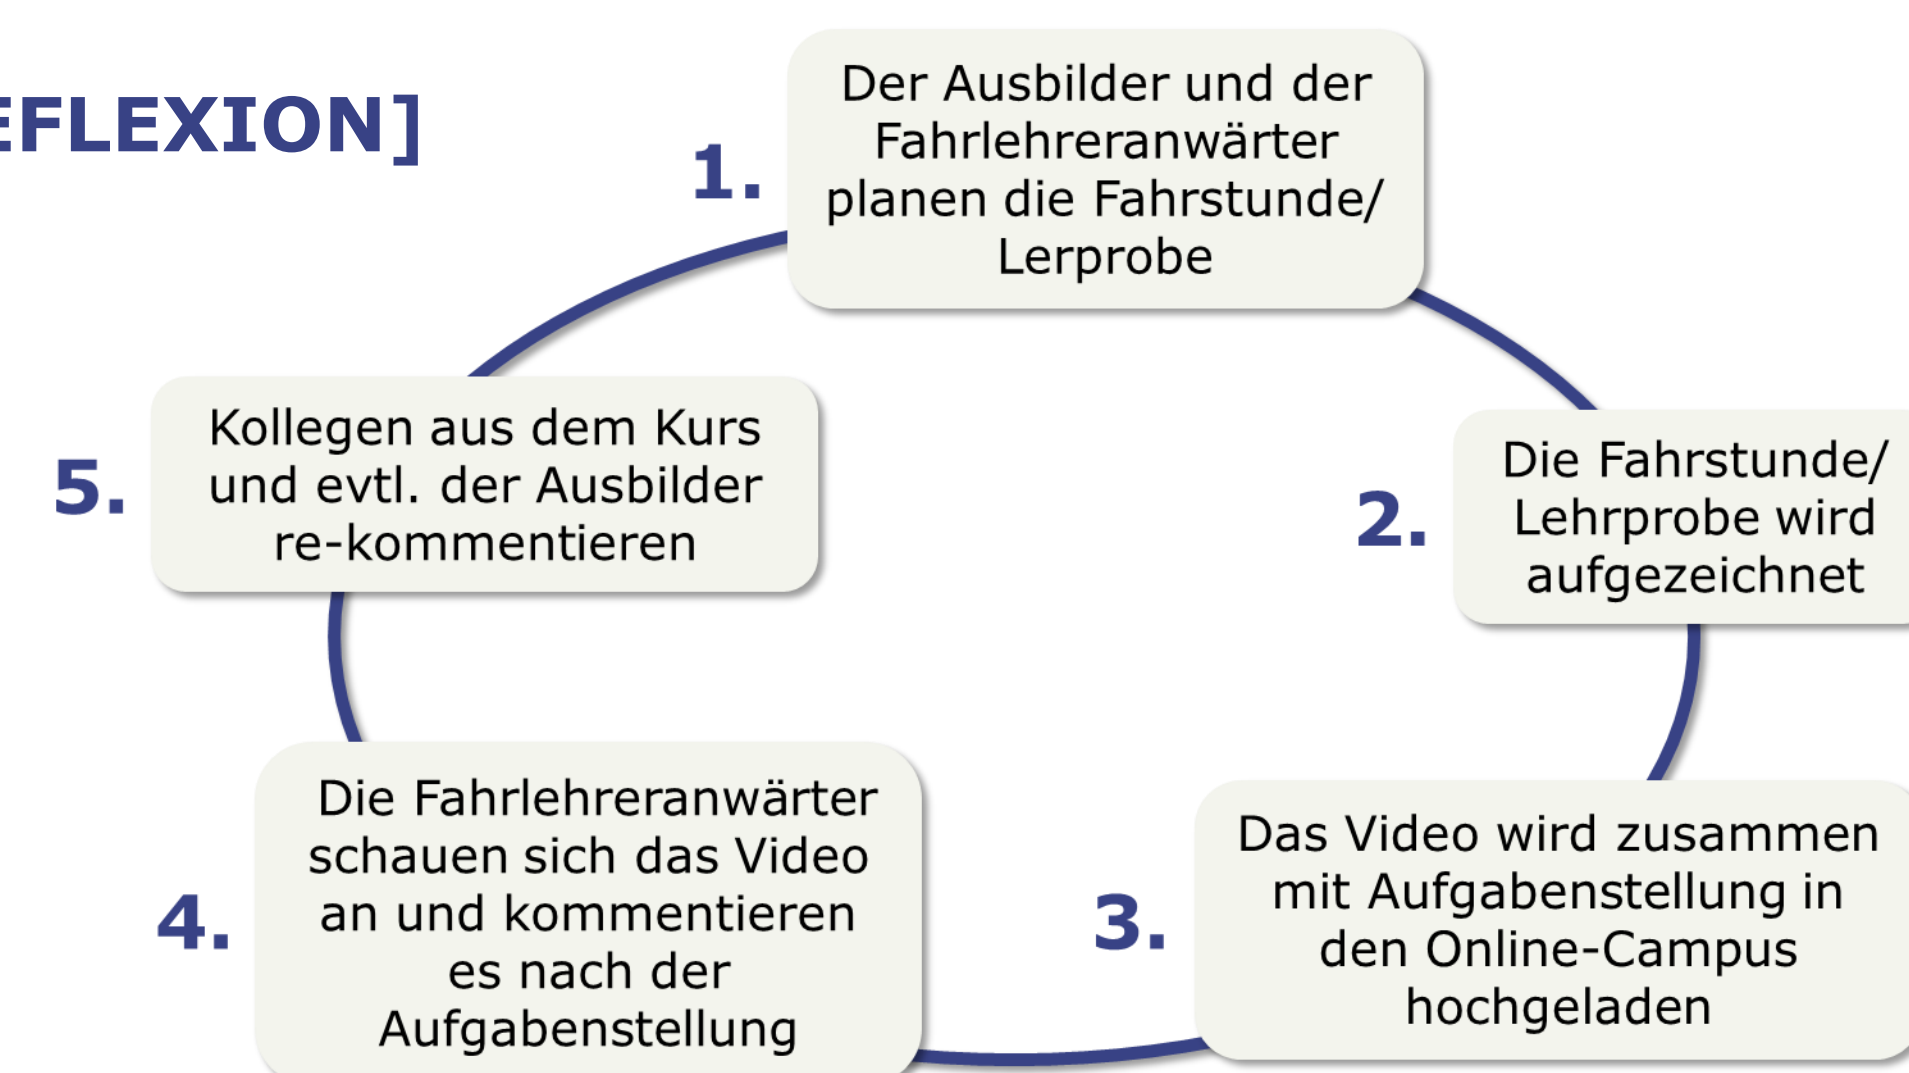 EFLEXION]
1.
Der Ausbilder und der
Fahrlehreranwärter
planen die Fahrstunde/
Lerprobe
2.
Die Fahrstunde/
Lehrprobe wird
aufgezeichnet
3.
Das Video wird zusammen
mit Aufgabenstellung in
den Online-Campus
hochgeladen
4.
Die Fahrlehreranwärter
schauen sich das Video
an und kommentieren
es nach der
Aufgabenstellung
5.
Kollegen aus dem Kurs
und evtl. der Ausbilder
re-kommentieren